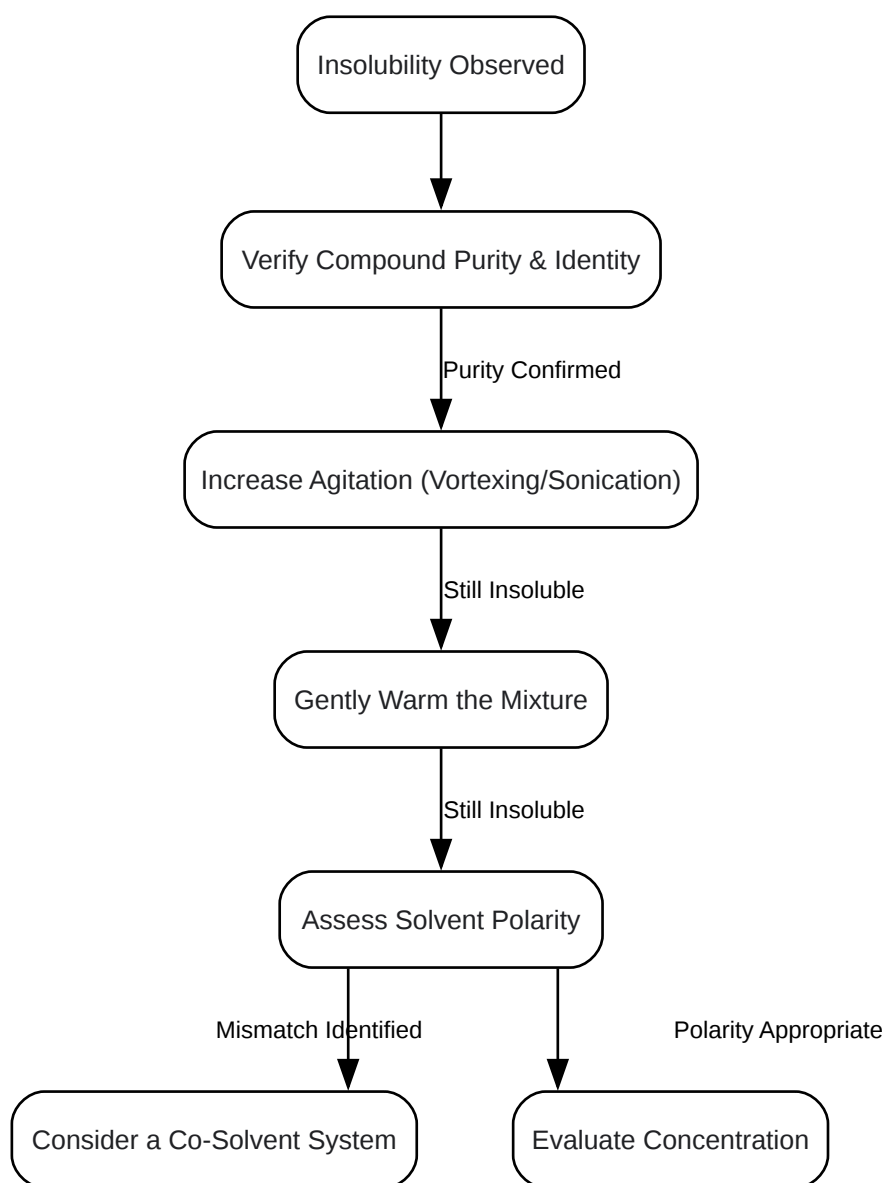 Insolubility Observed
Verify Compound Purity & Identity
Purity Confirmed
Increase Agitation (Vortexing/Sonication)
Still Insoluble
Gently Warm the Mixture
Still Insoluble
Assess Solvent Polarity
Mismatch Identified
Polarity Appropriate
Consider a Co-Solvent System
Evaluate Concentration